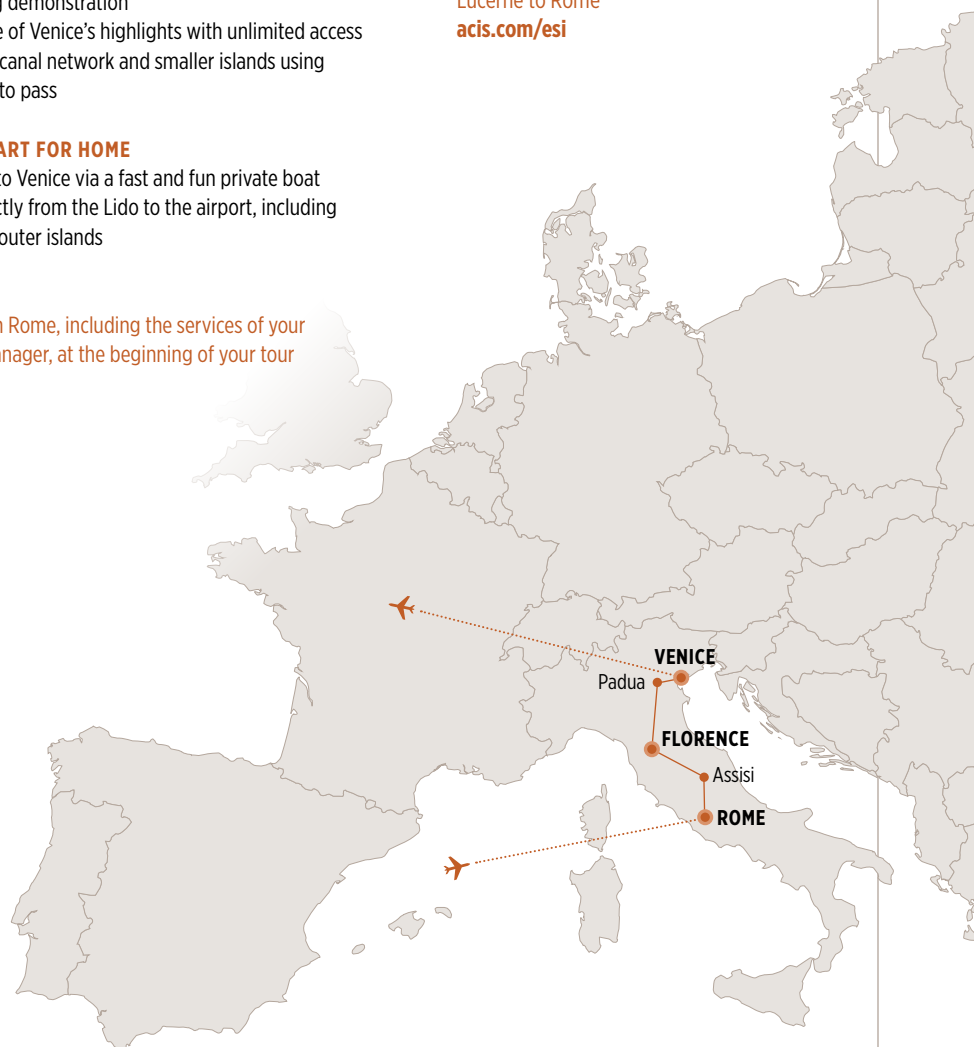 demonstration
e of Venice's highlights with unlimited access
canal network and smaller islands using
to pass
ART FOR HOME
to Venice via a fast and fun private boat
ctly from the Lido to the airport, including
outer islands
n Rome, including the services of your
anager, at the beginning of your tour
Lucerne to Rome
acis.com/esi
VENICE
Padua
FLORENCE
Assisi
ROME